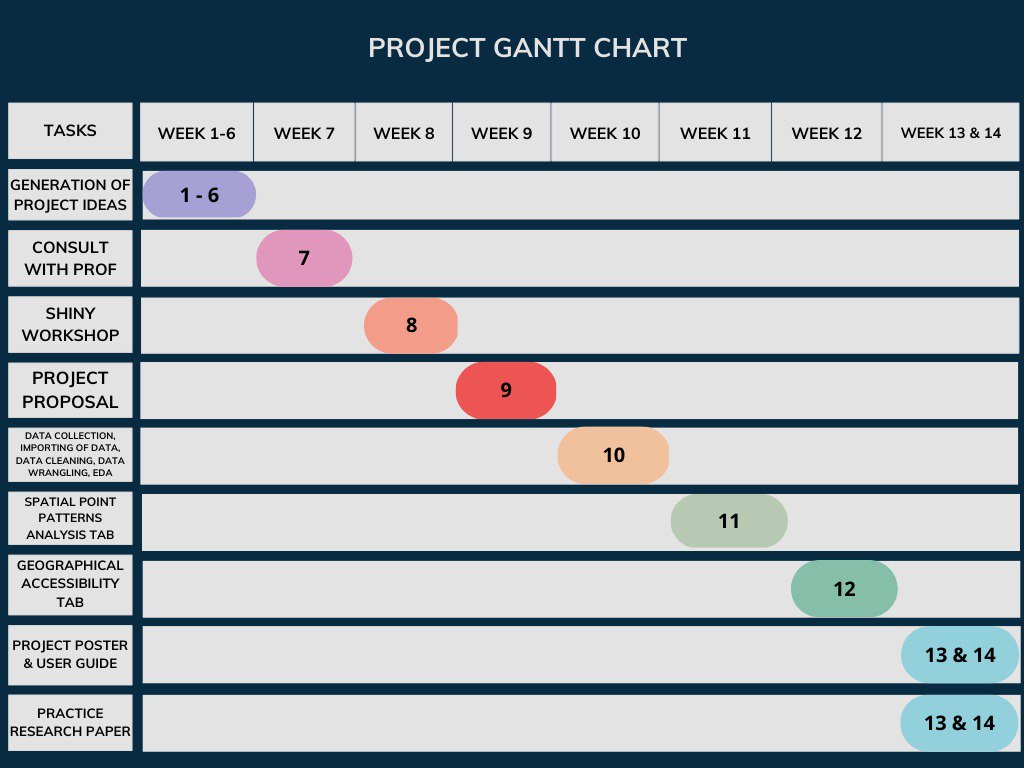 PROJECT GANTT CHART
TASKS
WEEK 1-6
WEEK 7
WEEK 8
WEEK 9
WEEK 10
WEEK 11
WEEK 12
WEEK 13 & 14
GENERATION OF
PROJECT IDEAS
1 - 6
CONSULT
WITH PROF
7
SHINY
WORKSHOP
8
PROJECT
PROPOSAL
9
DATA COLLECTION,
IMPORTING OF DATA,
DATA CLEANING, DATA
WRANGLING, EDA
10
SPATIAL POINT
PATTERNS
ANALYSIS TAB
11
GEOGRAPHICAL
ACCESSIBILITY
TAB
12
PROJECT POSTER
& USER GUIDE
13 & 14
PRACTICE
RESEARCH PAPER
13 & 14